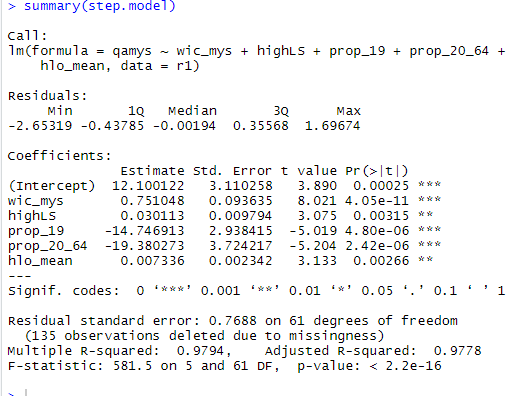 > summary(step.model)
Call:
lm(formula = qamys ~ wic_mys + highLS + prop_19 + prop_20_64 +
    hlo_mean, data = r1)
Residuals:
     Min       1Q   Median       3Q      Max
-2.65319 -0.43785 -0.00194  0.35568  1.69674
Coefficients:
              Estimate Std. Error t value Pr(>|t|)
(Intercept)  12.100122   3.110258   3.890  0.00025 ***
wic_mys       0.751048   0.093635   8.021 4.05e-11 ***
highLS        0.030113   0.009794   3.075  0.00315 **
prop_19     -14.746913   2.938415  -5.019 4.80e-06 ***
prop_20_64  -19.380273   3.724217  -5.204 2.42e-06 ***
hlo_mean      0.007336   0.002342   3.133  0.00266 **
---
Signif. codes:  0 ‘***’ 0.001 ‘**’ 0.01 ‘*’ 0.05 ‘.’ 0.1 ‘ ’ 1
Residual standard error: 0.7688 on 61 degrees of freedom
  (135 observations deleted due to missingness)
Multiple R-squared:  0.9794,    Adjusted R-squared:  0.9778
F-statistic: 581.5 on 5 and 61 DF,  p-value: < 2.2e-16
>